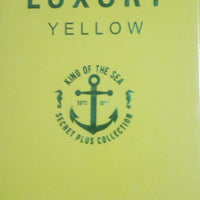 LUXURY
YELLOW
KING OF THE SEA
SECRET PLUS COLLECTION